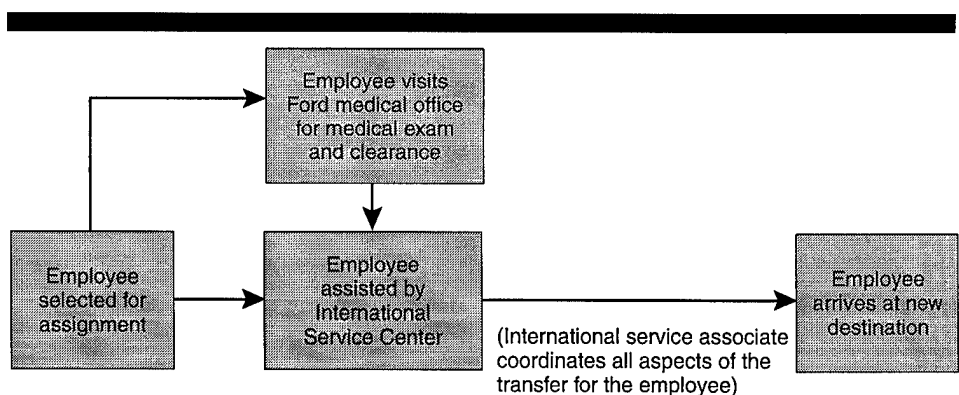 Employee visits
Ford medical office
for medical exam
and clearance
Employee
selected for
assignment
Employee
assisted by
International
Service Center
(International service associate
coordinates all aspects of the
transfer for the employee)
Employee
arrives at new
destination